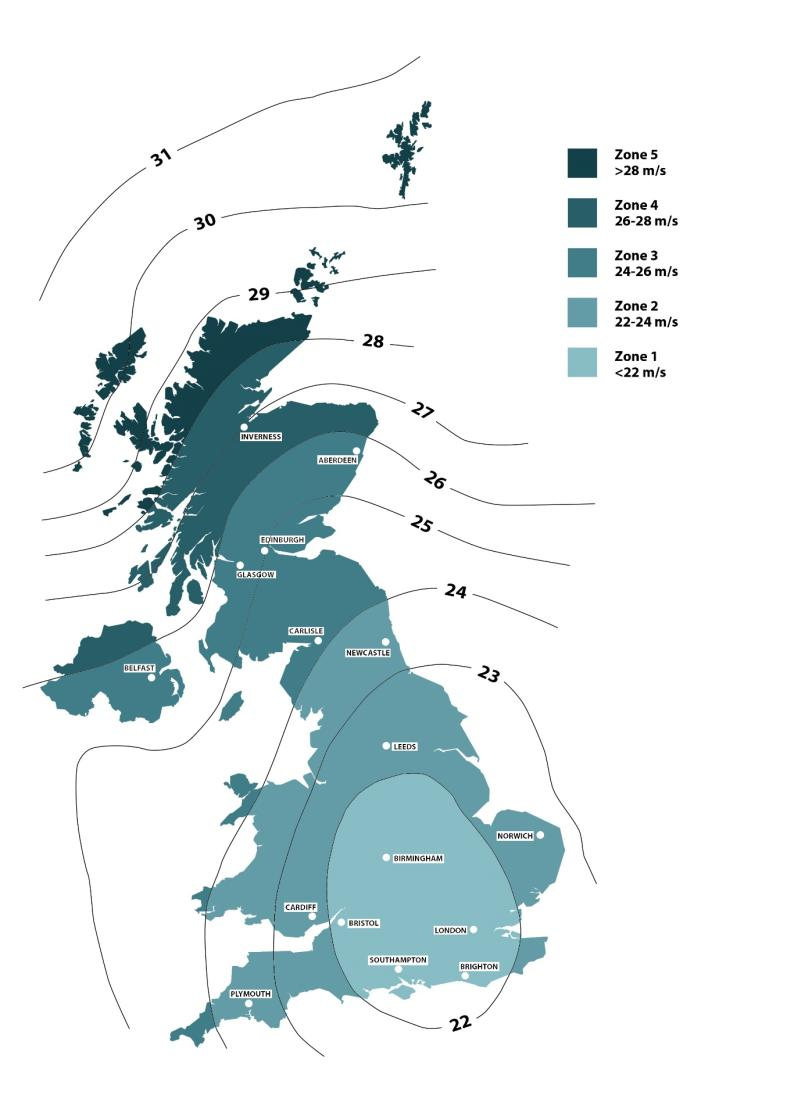 31
Zone 5
>28 m/s
30
Zone 4
26-28 m/s
29
Zone 3
24-26 m/s
28
Zone 2
22-24 m/s
Zone 1
<22 m/s
27
INVERNESS
ABERDEEN
26
25
EDINBURGH
GLASGOW
24
CARLISLE
NEWCASTLE
BELFAST
23
LEEDS
NORWICH
BIRMINGHAM
CARDIFF
BRISTOL
LONDON
SOUTHAMPTON
BRIGHTON
PLYMOUTH
22